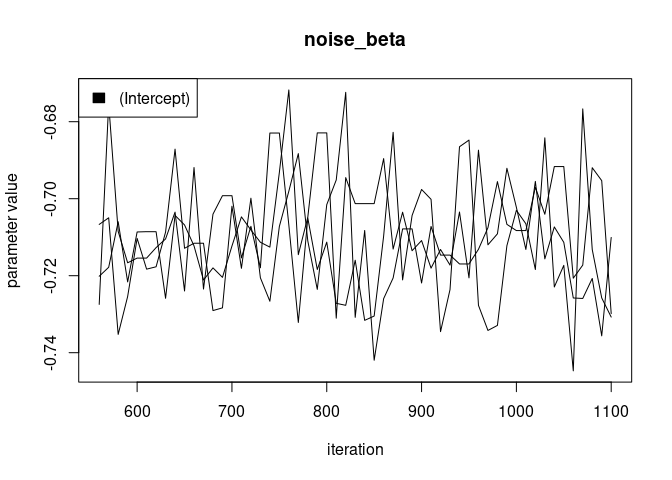 noise_beta
(Intercept)
parameter value
-0.68
-0.70
-0.72
-0.74
600 700 800 900 1000 1100
iteration